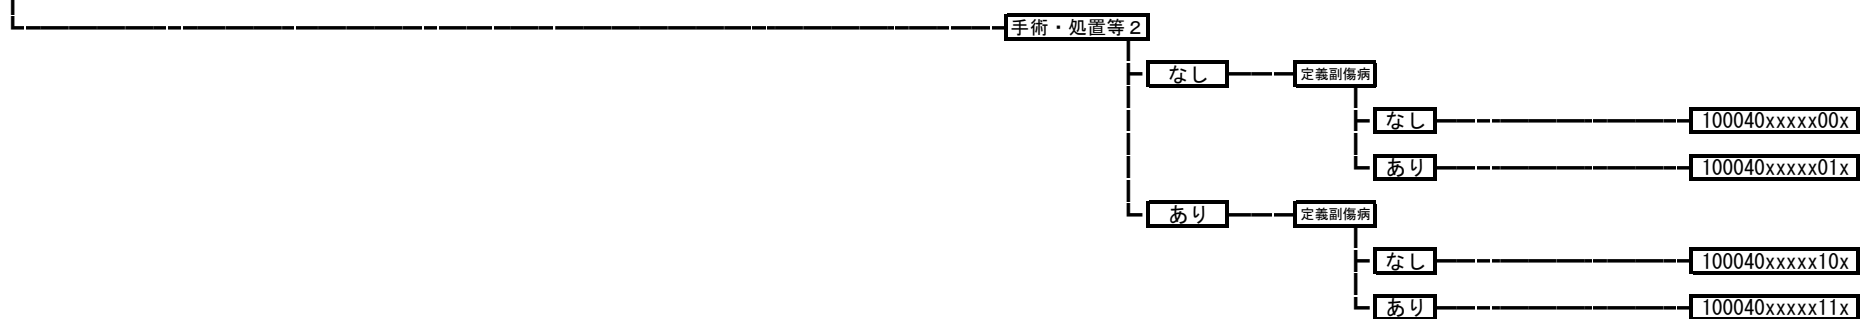 手術・処置等２
なし 定義副傷病
なし 100040xxxxx00x
あり 100040xxxxx01x
あり 定義副傷病
なし 100040xxxxx10x
あり 100040xxxxx11x